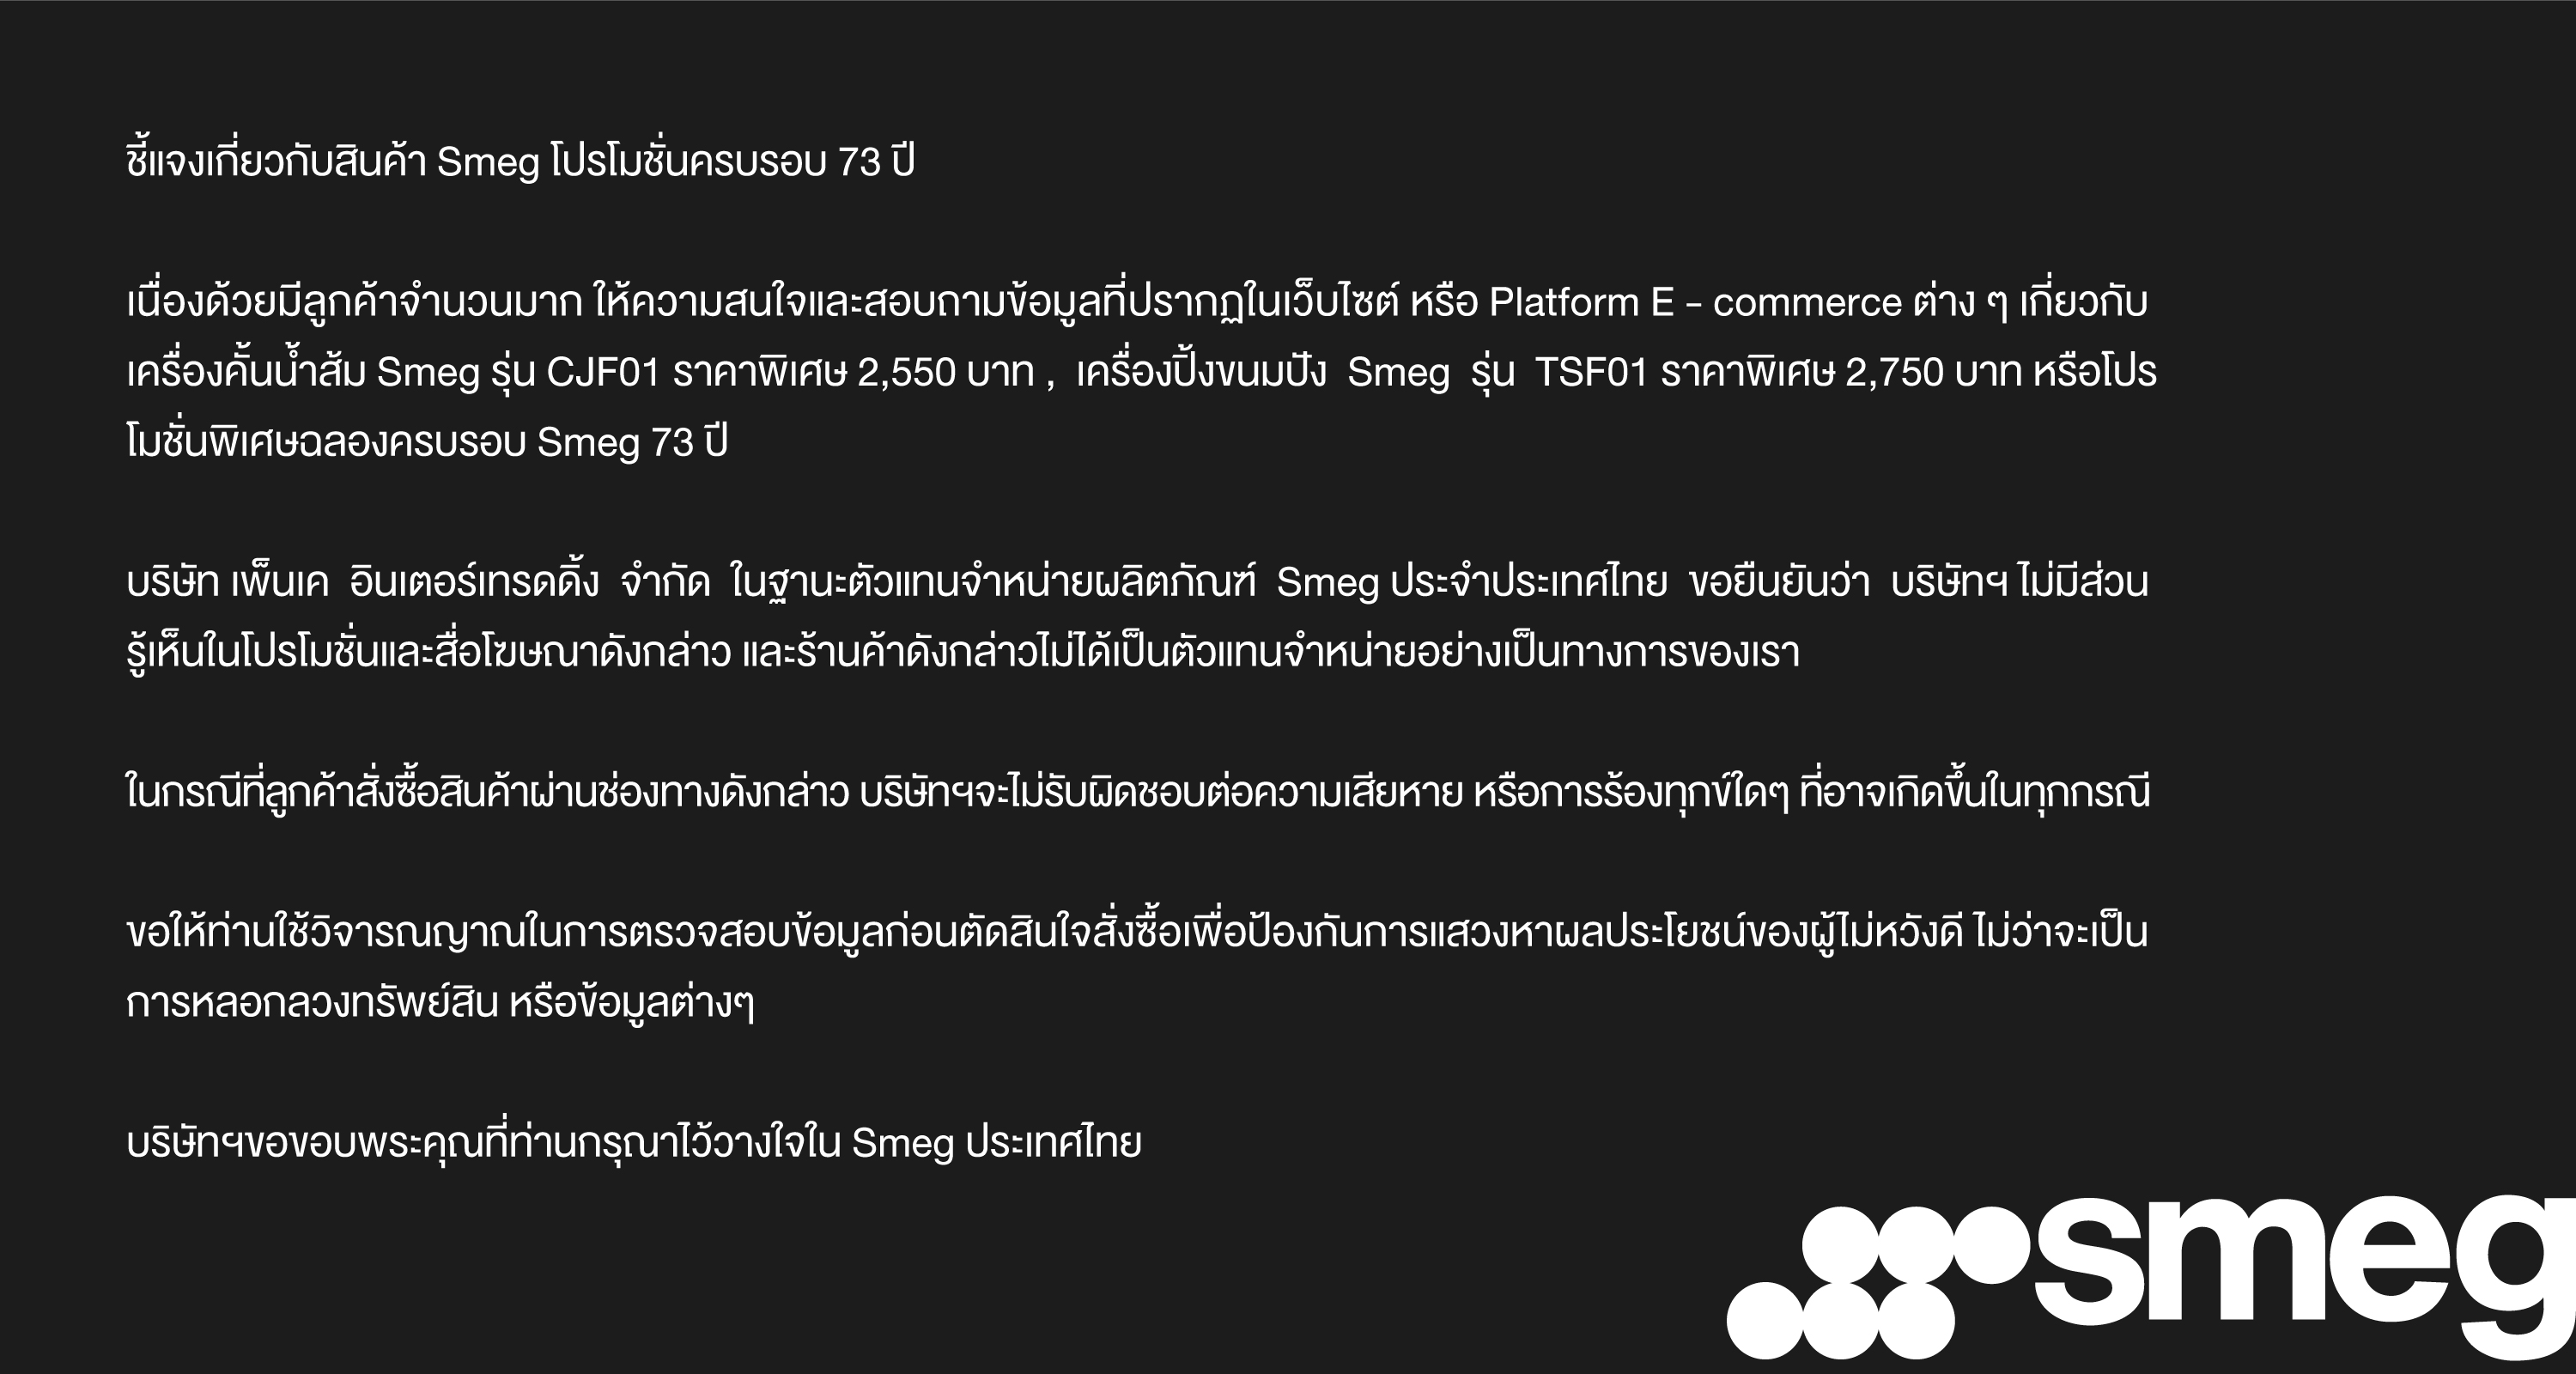 ชี้แจงเกี่ยวกับสินค้า Smeg โปรโมชั่นครบรอบ 73 ปี
เนื่องด้วยมีลูกค้าจำนวนมาก ให้ความสนใจและสอบถามข้อมูลที่ปรากฏในเว็บไซต์ หรือ Platform E - commerce ต่าง ๆ เกี่ยวกับ
เครื่องคั้นน้ำส้ม Smeg รุ่น CJF01 ราคาพิเศษ 2,550 บาท , เครื่องปิ้งขนมปัง Smeg รุ่น TSF01 ราคาพิเศษ 2,750 บาท หรือโปร
โมชั่นพิเศษฉลองครบรอบ Smeg 73 ปี
บริษัท เพ็นเค อินเตอร์เทรดดิ้ง จำกัด ในฐานะตัวแทนจำหน่ายผลิตภัณฑ์ Smeg ประจำประเทศไทย ขอยืนยันว่า บริษัทฯ ไม่มีส่วน
รู้เห็นในโปรโมชั่นและสื่อโฆษณาดังกล่าว และร้านค้าดังกล่าวไม่ได้เป็นตัวแทนจำหน่ายอย่างเป็นทางการของเรา
ในกรณีที่ลูกค้าสั่งซื้อสินค้าผ่านช่องทางดังกล่าว บริษัทฯจะไม่รับผิดชอบต่อความเสียหาย หรือการร้องทุกข์ใดๆ ที่อาจเกิดขึ้นในทุกกรณี
ขอให้ท่านใช้วิจารณญาณในการตรวจสอบข้อมูลก่อนตัดสินใจสั่งซื้อเพื่อป้องกันการแสวงหาผลประโยชน์ของผู้ไม่หวังดี ไม่ว่าจะเป็น
การหลอกลวงทรัพย์สิน หรือข้อมูลต่างๆ
บริษัทฯขอขอบพระคุณที่ท่านกรุณาไว้วางใจใน Smeg ประเทศไทย
smeg